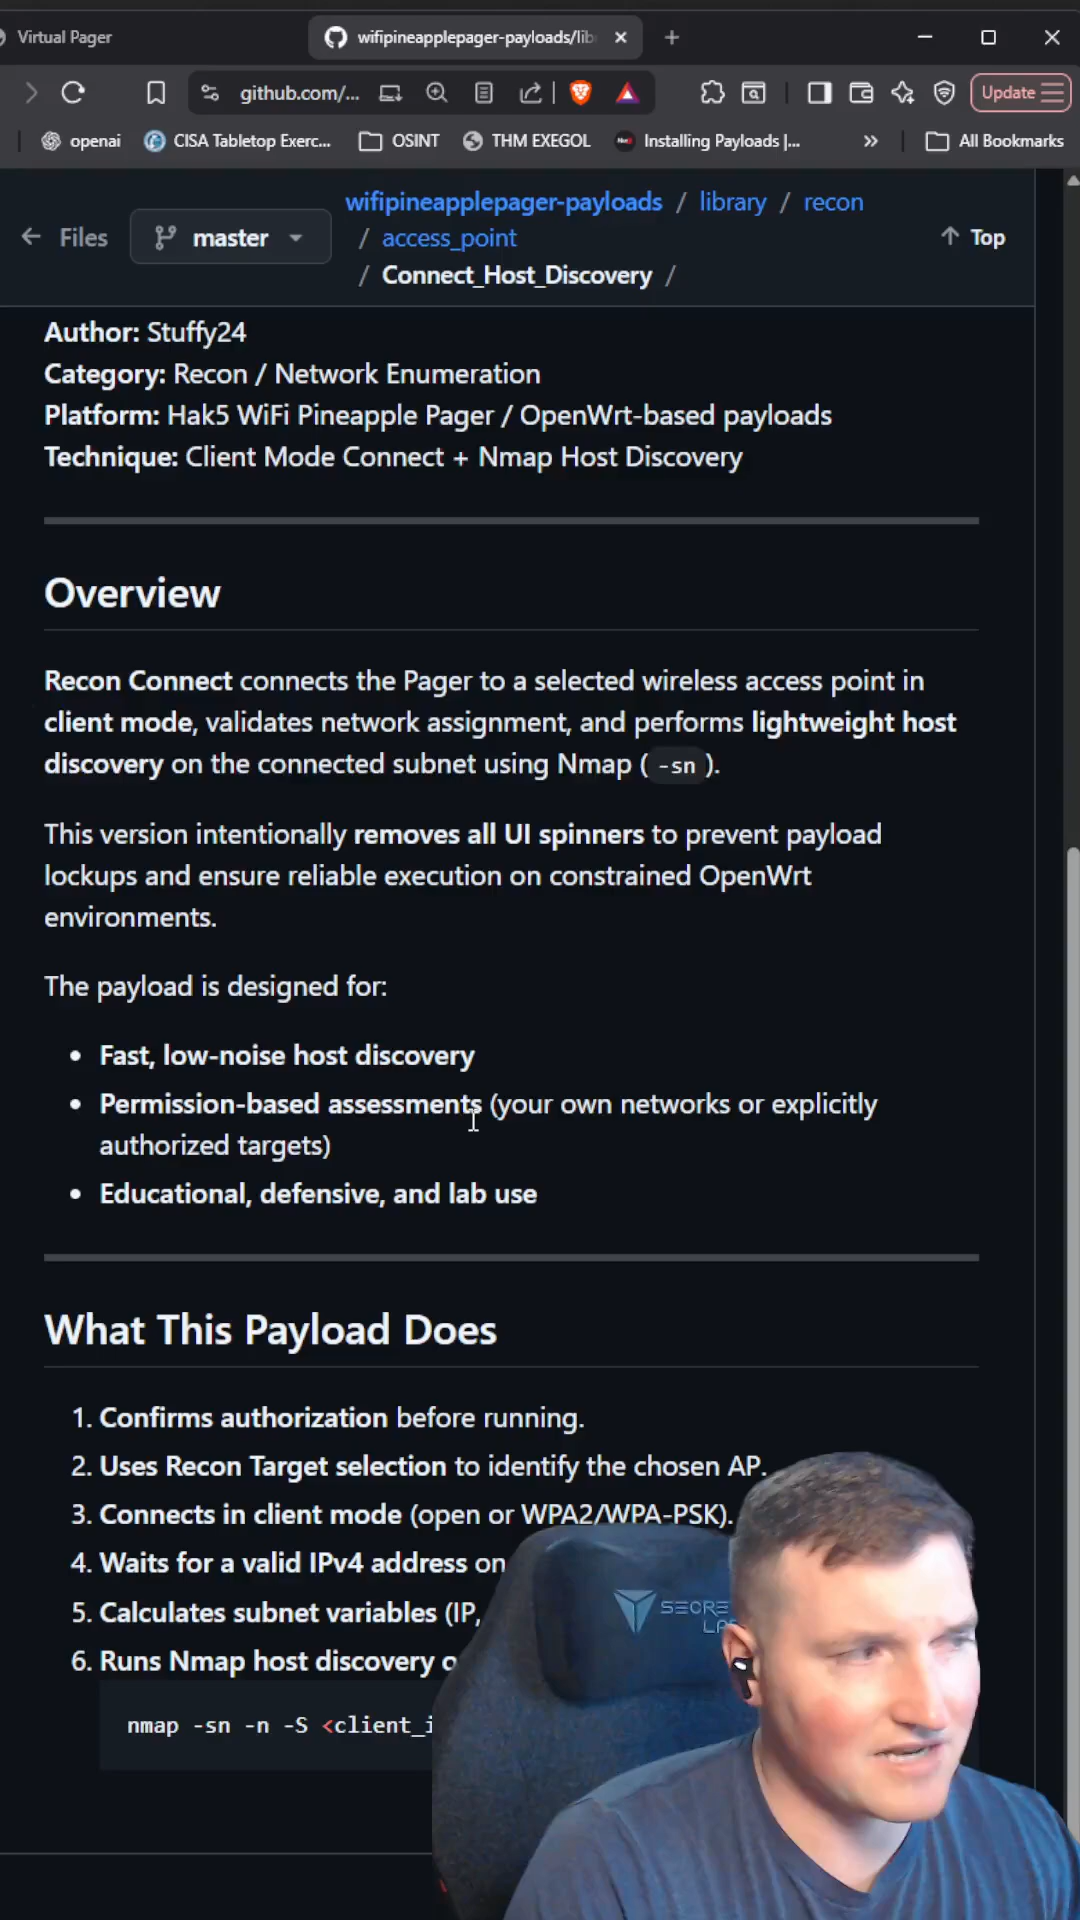 Virtual Pager
wifipineapplepager-payloads/lib
github.com/...
Update
openai
CISA Tabletop Exerc...
OSINT
THM EXEGOL
Installing Payloads |...
»
All Bookmarks
Files
master
wifipineapplepager-payloads / library / recon
/ access_point
/ Connect_Host_Discovery /
Top
Author: Stuffy24
Category: Recon / Network Enumeration
Platform: Hak5 WiFi Pineapple Pager / OpenWrt-based payloads
Technique: Client Mode Connect + Nmap Host Discovery
Overview
Recon Connect connects the Pager to a selected wireless access point in
client mode, validates network assignment, and performs lightweight host
discovery on the connected subnet using Nmap ( -sn ).
This version intentionally removes all UI spinners to prevent payload
lockups and ensure reliable execution on constrained OpenWrt
environments.
The payload is designed for:
• Fast, low-noise host discovery
• Permission-based assessments (your own networks or explicitly
authorized targets)
• Educational, defensive, and lab use
What This Payload Does
1. Confirms authorization before running.
2. Uses Recon Target selection to identify the chosen AP.
3. Connects in client mode (open or WPA2/WPA-PSK).
4. Waits for a valid IPv4 address on
5. Calculates subnet variables (IP,
6. Runs Nmap host discovery
nmap -sn -n -S <client_i
SECRE
LA